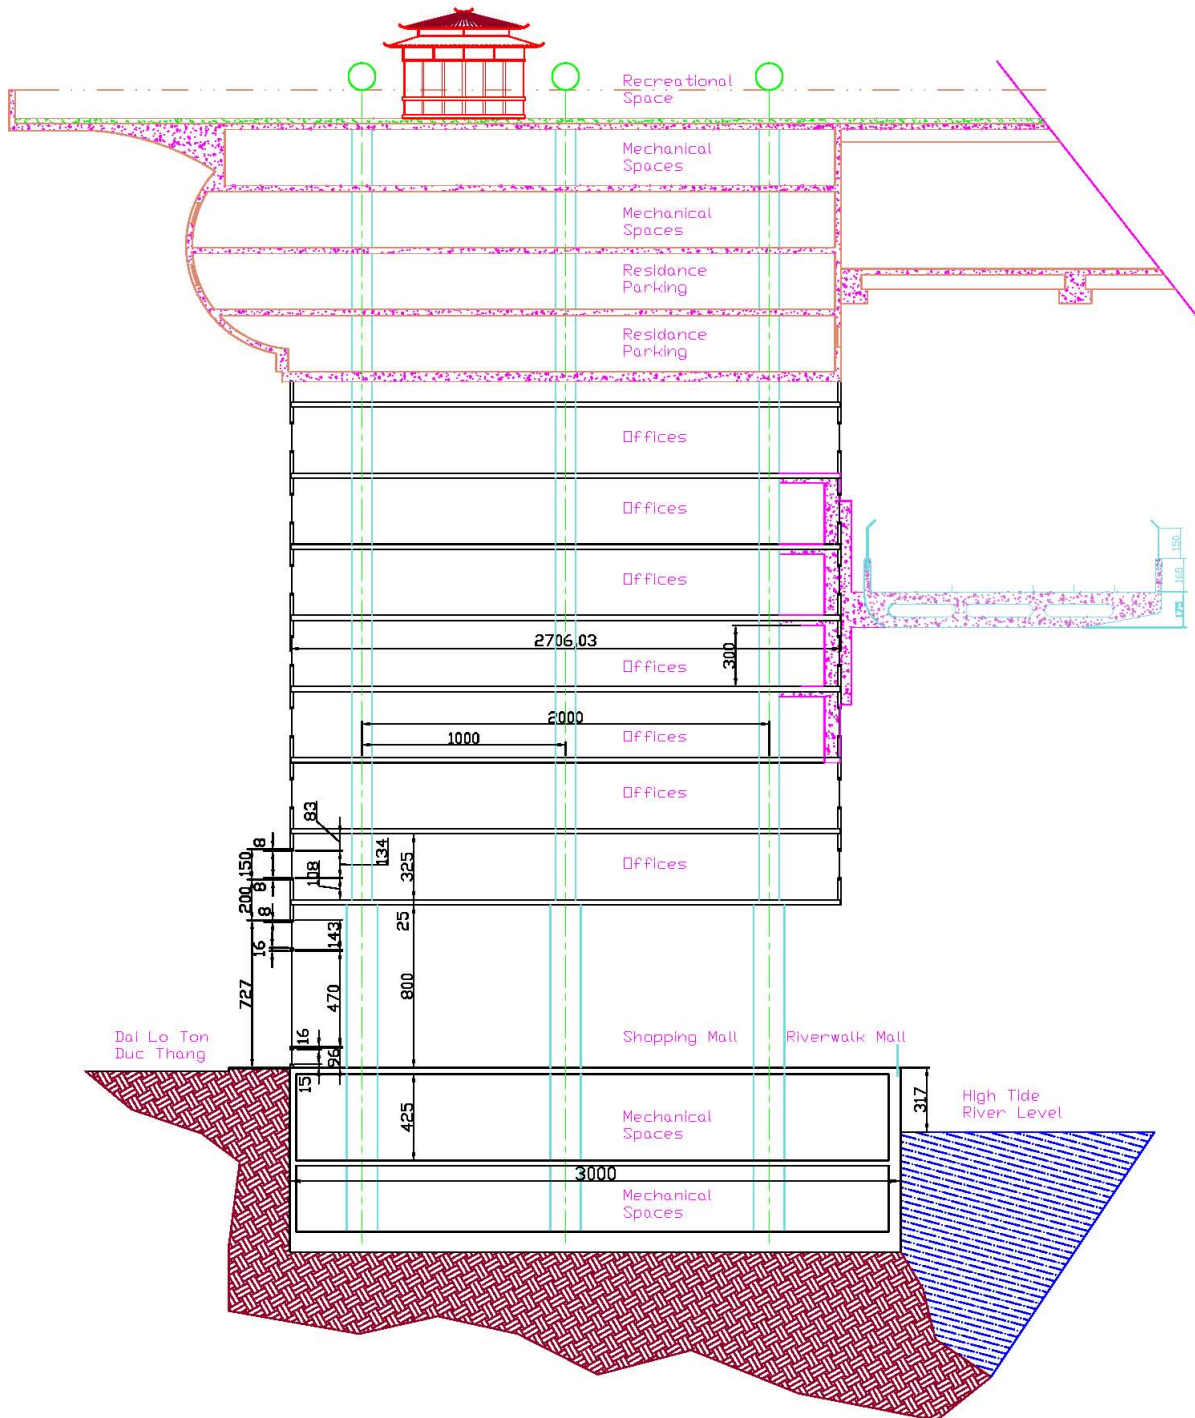 Recreational
Space
Mechanical
Spaces
Mechanical
Spaces
Residance
Parking
Residance
Parking
Offices
Offices
150
Offices
165
175
2706.03
300
Offices
2000
Offices
1000
Offices
83
8
150
134
108
325
Offices
8
200
8
25
143
16
727
470
800
Dai Lo Ton
Duc Thang
16
96
15
Shopping Mall
Riverwalk Mall
317
High Tide
River Level
425
Mechanical
Spaces
3000
Mechanical
Spaces